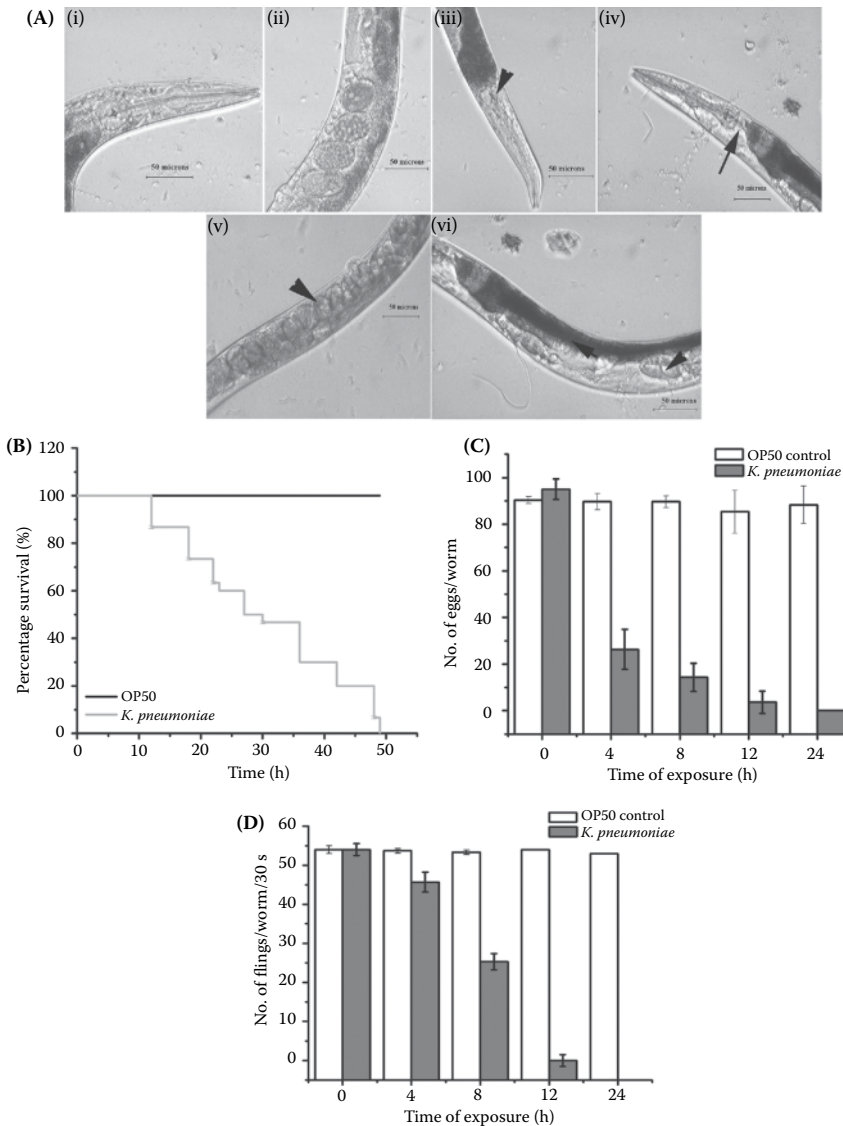 (A)
(i)
(ii)
(iii)
(iv)
50 microns
50 microns
50 microns
50 microns
(v)
(vi)
50 microns
50 microns
(B)
120
100
80
60
40
20
0
Percentage survival (%)
OP50
K. pneumoniae
0 10 20 30 40 50
Time (h)
(C)
OP50 control
K. pneumoniae
100
80
60
40
20
0
No. of eggs/worm
0 4 8 12 24
Time of exposure (h)
(D)
OP50 control
K. pneumoniae
60
50
40
30
20
10
0
No. of flings/worm/30 s
0 4 8 12 24
Time of exposure (h)